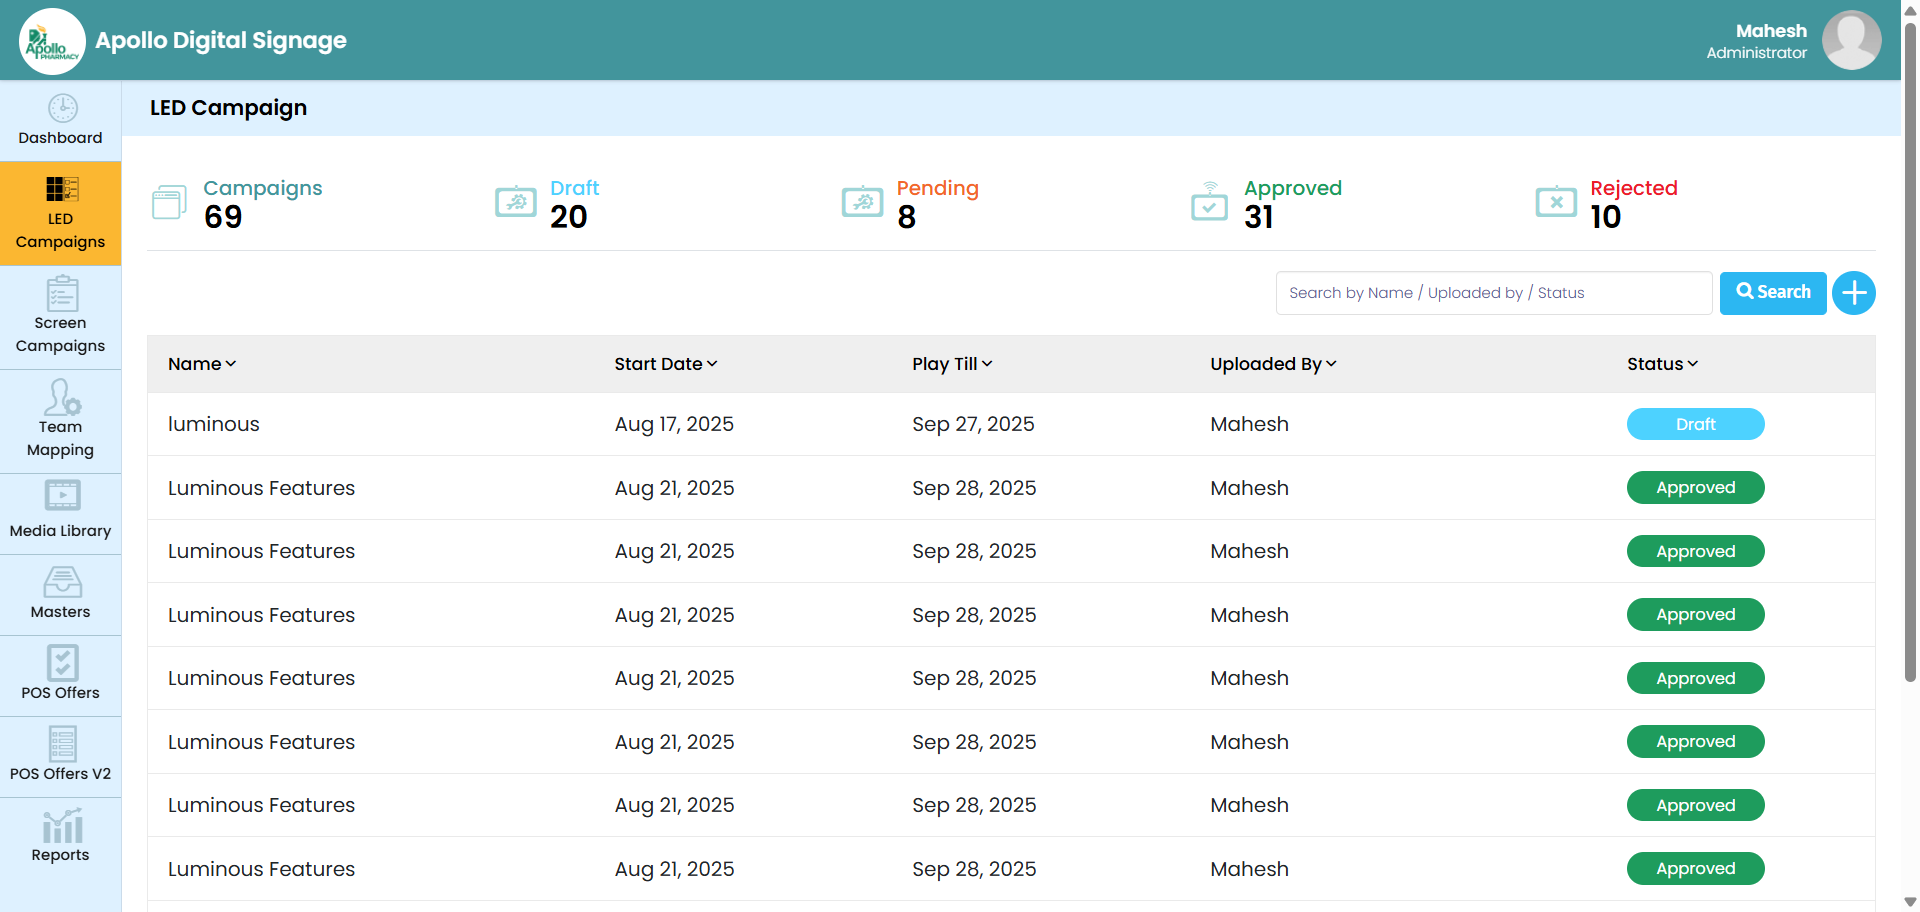 Apollo
PHARMACY
Apollo Digital Signage
Mahesh
Administrator
Dashboard
LED
Campaigns
Screen
Campaigns
Team
Mapping
Media Library
Masters
POS Offers
POS Offers V2
Reports
LED Campaign
Campaigns
69
Draft
20
Pending
8
Approved
31
Rejected
10
Search by Name / Uploaded by / Status
Search
Name Start Date Play Till Uploaded By Status
luminous Aug 17, 2025 Sep 27, 2025 Mahesh Draft
Luminous Features Aug 21, 2025 Sep 28, 2025 Mahesh Approved
Luminous Features Aug 21, 2025 Sep 28, 2025 Mahesh Approved
Luminous Features Aug 21, 2025 Sep 28, 2025 Mahesh Approved
Luminous Features Aug 21, 2025 Sep 28, 2025 Mahesh Approved
Luminous Features Aug 21, 2025 Sep 28, 2025 Mahesh Approved
Luminous Features Aug 21, 2025 Sep 28, 2025 Mahesh Approved
Luminous Features Aug 21, 2025 Sep 28, 2025 Mahesh Approved